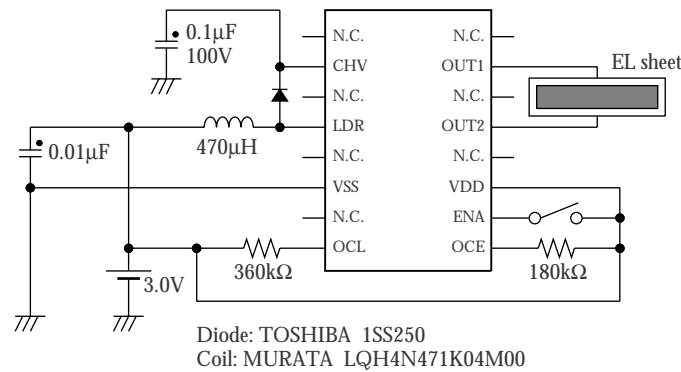 0.1μF
100V
N.C.
N.C.
CHV
OUT1
EL sheet
N.C.
N.C.
LDR
OUT2
470μH
0.01μF
N.C.
N.C.
VSS
VDD
N.C.
ENA
OCL
OCE
360kΩ
180kΩ
3.0V
Diode: TOSHIBA 1SS250
Coil: MURATA LQH4N471K04M00